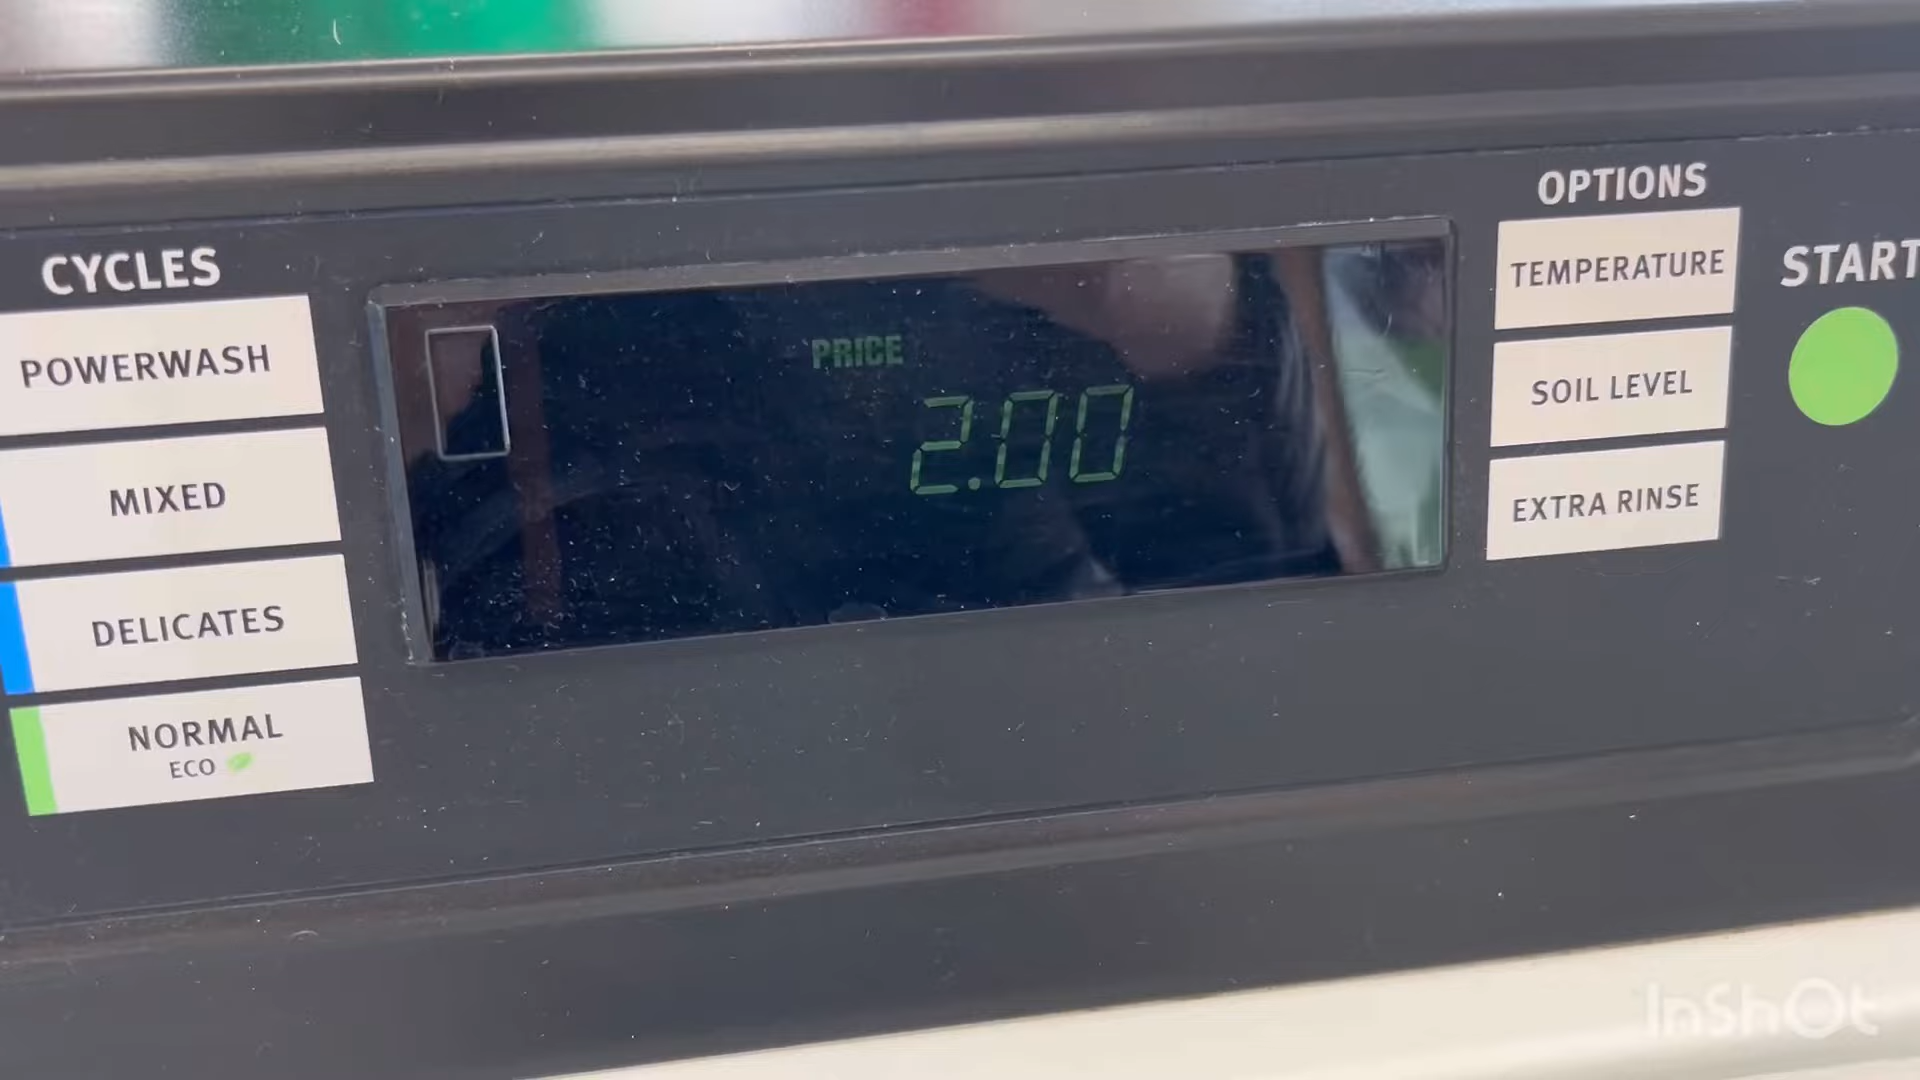 CYCLES
POWERWASH
MIXED
DELICATES
NORMAL
ECO
PRICE
2.00
OPTIONS
TEMPERATURE
SOIL LEVEL
EXTRA RINSE
START
InShOt